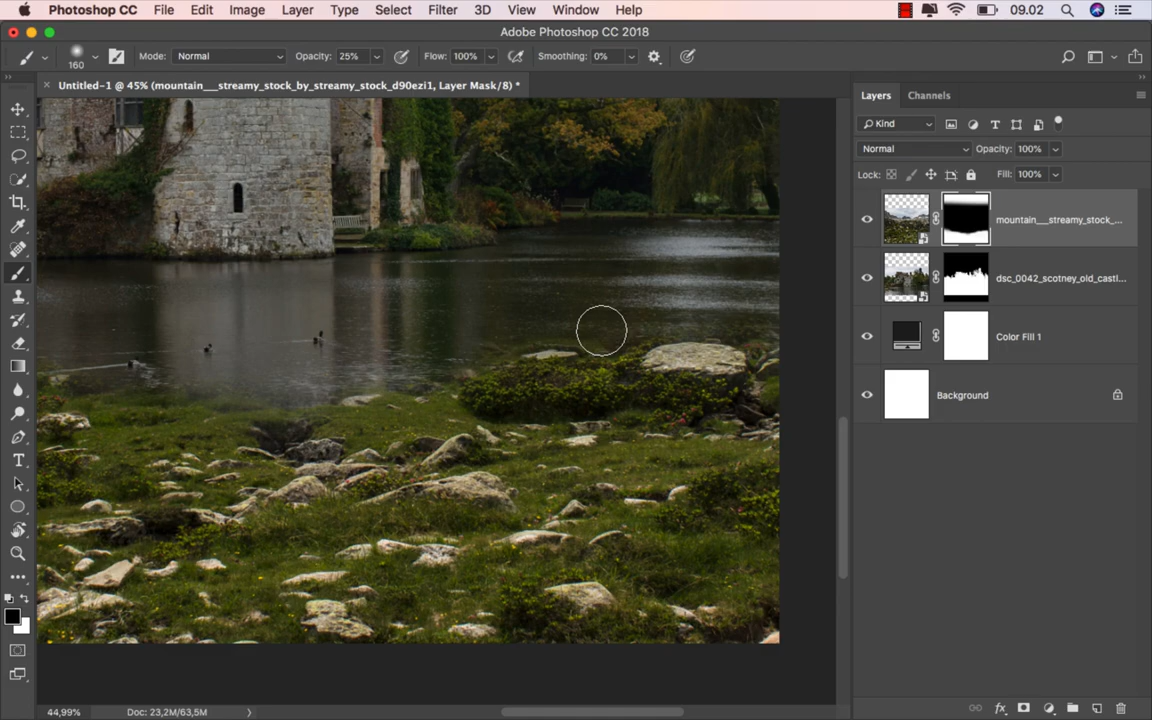 Photoshop CC File Edit Image Layer Type Select Filter 3D View Window Help 09.02
Adobe Photoshop CC 2018
160 Mode: Normal Opacity: 25% Flow: 100% Smoothing: 0%
Untitled-1 @ 45% (mountain___streamy_stock_by_streamy_stock_d90ezi1, Layer Mask/8) *
Layers Channels
Kind
Normal Opacity: 100%
Lock: Fill: 100%
mountain___streamy_stock_...
dsc_0042_scotney_old_castl...
Color Fill 1
Background
44,99% Doc: 23,2M/63,5M